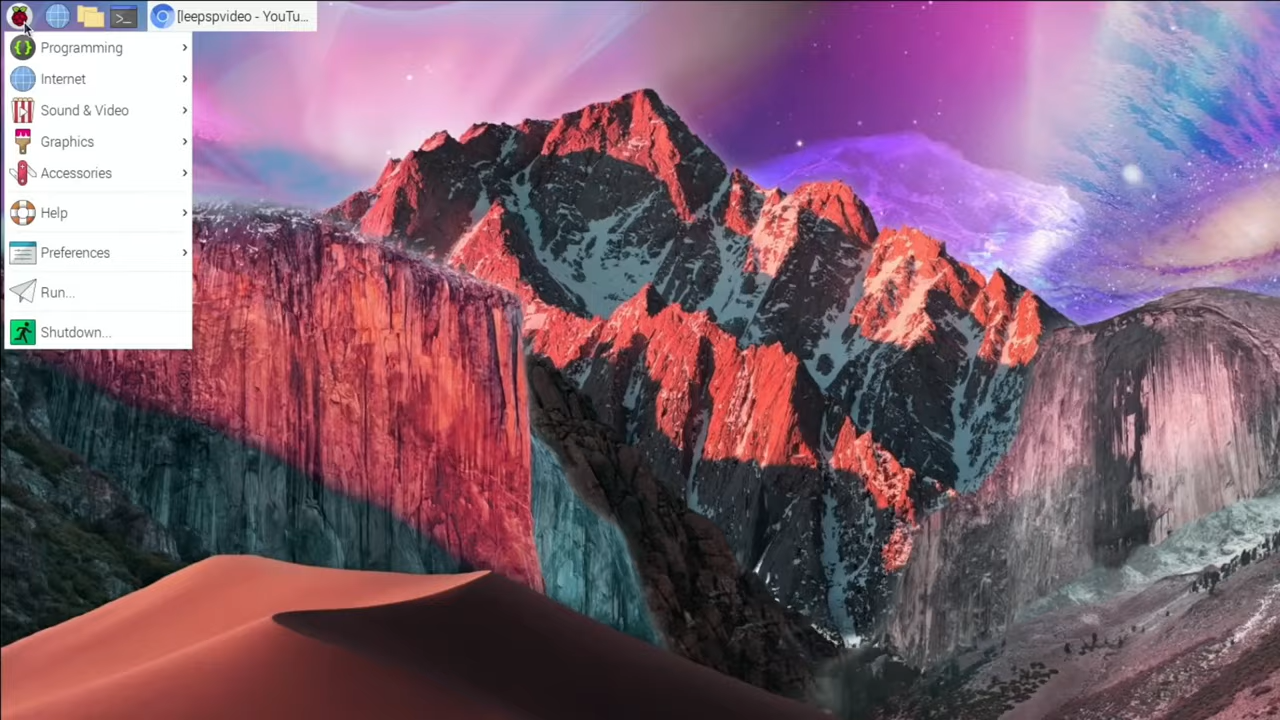 [leepspvideo - YouTu...
Programming
Internet
Sound & Video
Graphics
Accessories
Help
Preferences
Run...
Shutdown...